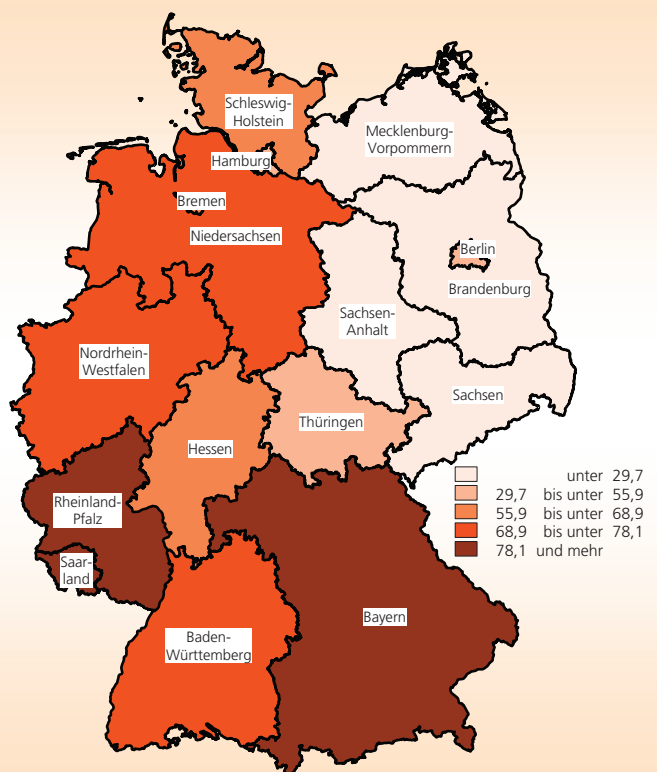 Schleswig-
Holstein
Mecklenburg-
Vorpommern
Hamburg
Bremen
Niedersachsen
Berlin
Brandenburg
Sachsen-
Anhalt
Nordrhein-
Westfalen
Sachsen
Thüringen
Hessen
unter 29,7
29,7 bis unter 55,9
55,9 bis unter 68,9
68,9 bis unter 78,1
78,1 und mehr
Rheinland-
Pfalz
Saar-
land
Bayern
Baden-
Württemberg